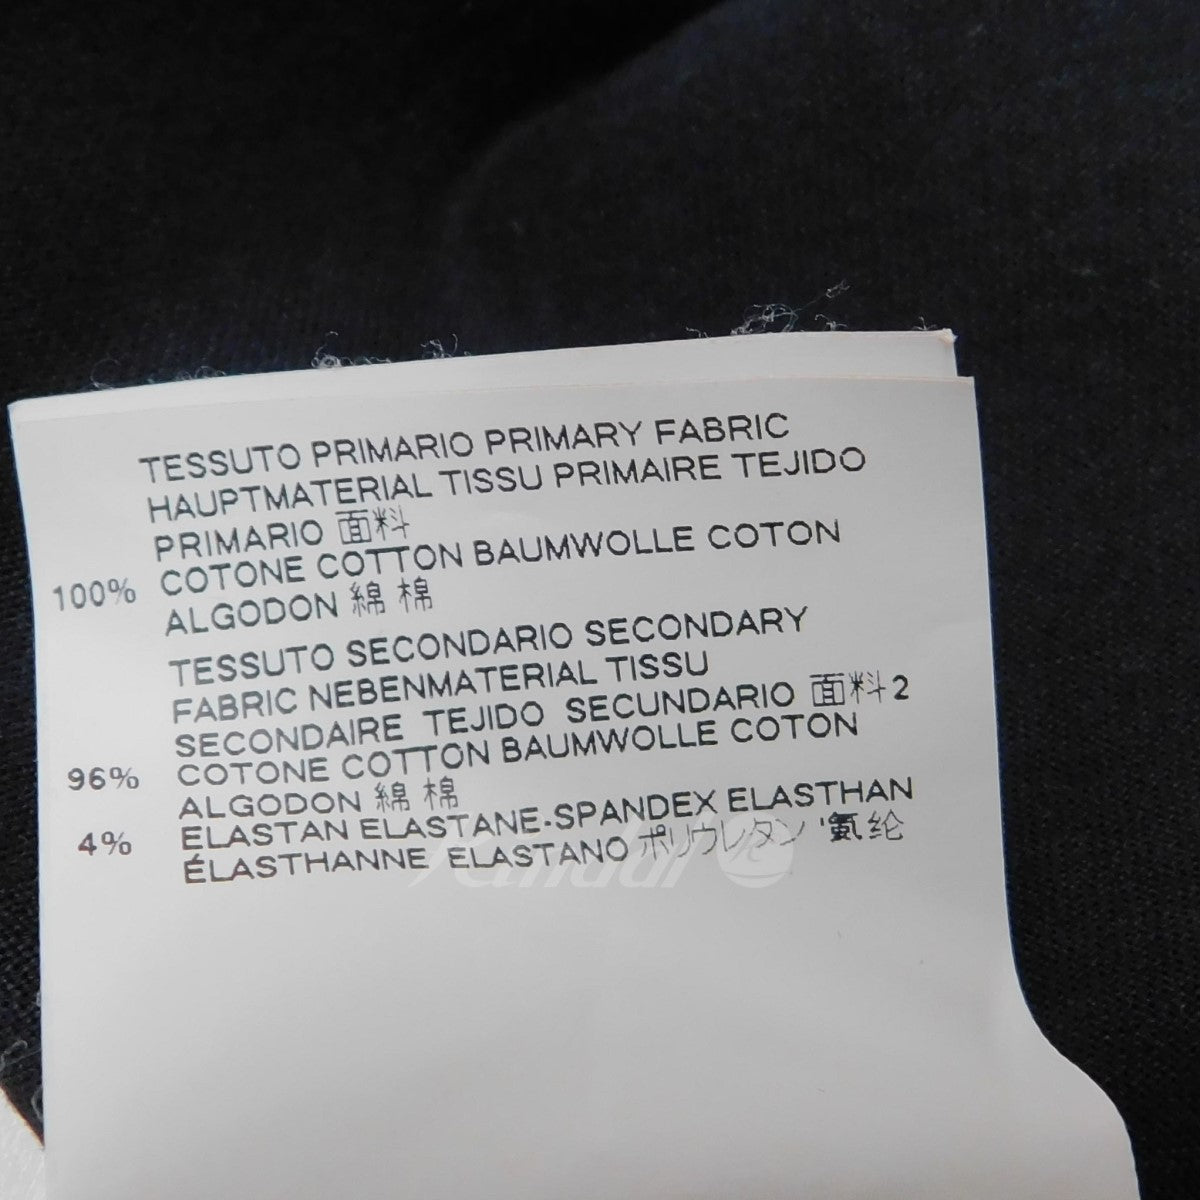 TESSUTO PRIMARIO PRIMARY FABRIC
HAUPTMATERIAL TISSU PRIMAIRE TEJIDO
PRIMARIO 面料
100% COTONE COTTON BAUMWOLLE COTON
ALGODON 綿 棉
TESSUTO SECONDARIO SECONDARY
FABRIC NEBENMATERIAL TISSU
SECONDAIRE TEJIDO SECUNDARIO 面料2
96% COTONE COTTON BAUMWOLLE COTON
ALGODON 綿 棉
4% ELASTAN ELASTANE-SPANDEX ELASTHAN
ÉLASTHANNE ELASTANO ポリウレタン '氨纶
Kindal